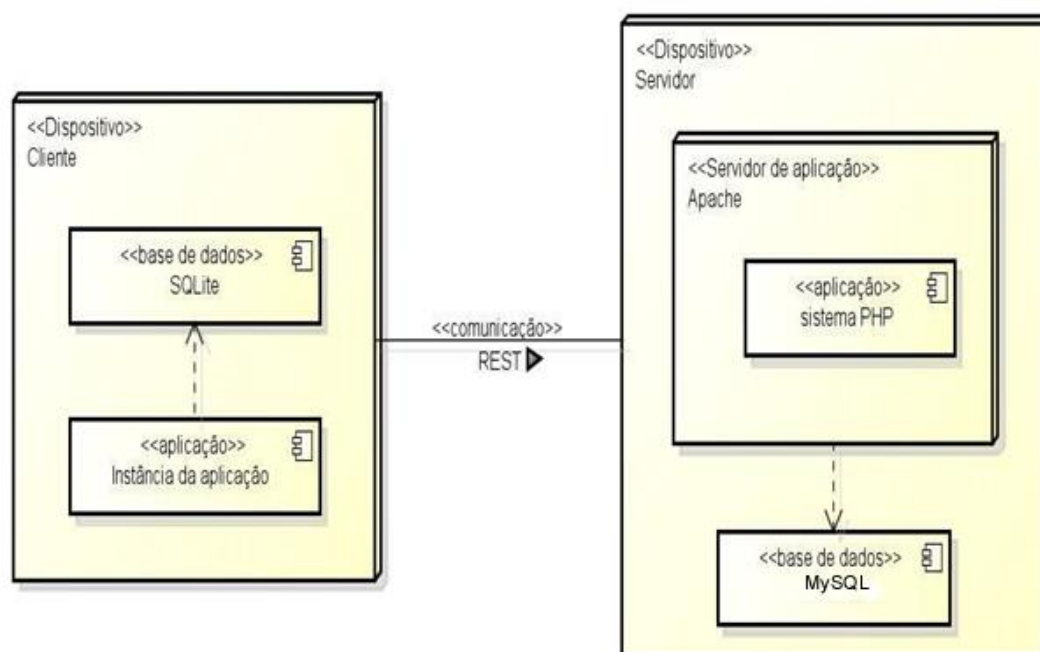 <<Dispositivo>>
Cliente
<<base de dados>>
SQLite
<<aplicação>>
Instância da aplicação
<<comunicação>>
REST
<<Dispositivo>>
Servidor
<<Servidor de aplicação>>
Apache
<<aplicação>>
sistema PHP
<<base de dados>>
MySQL